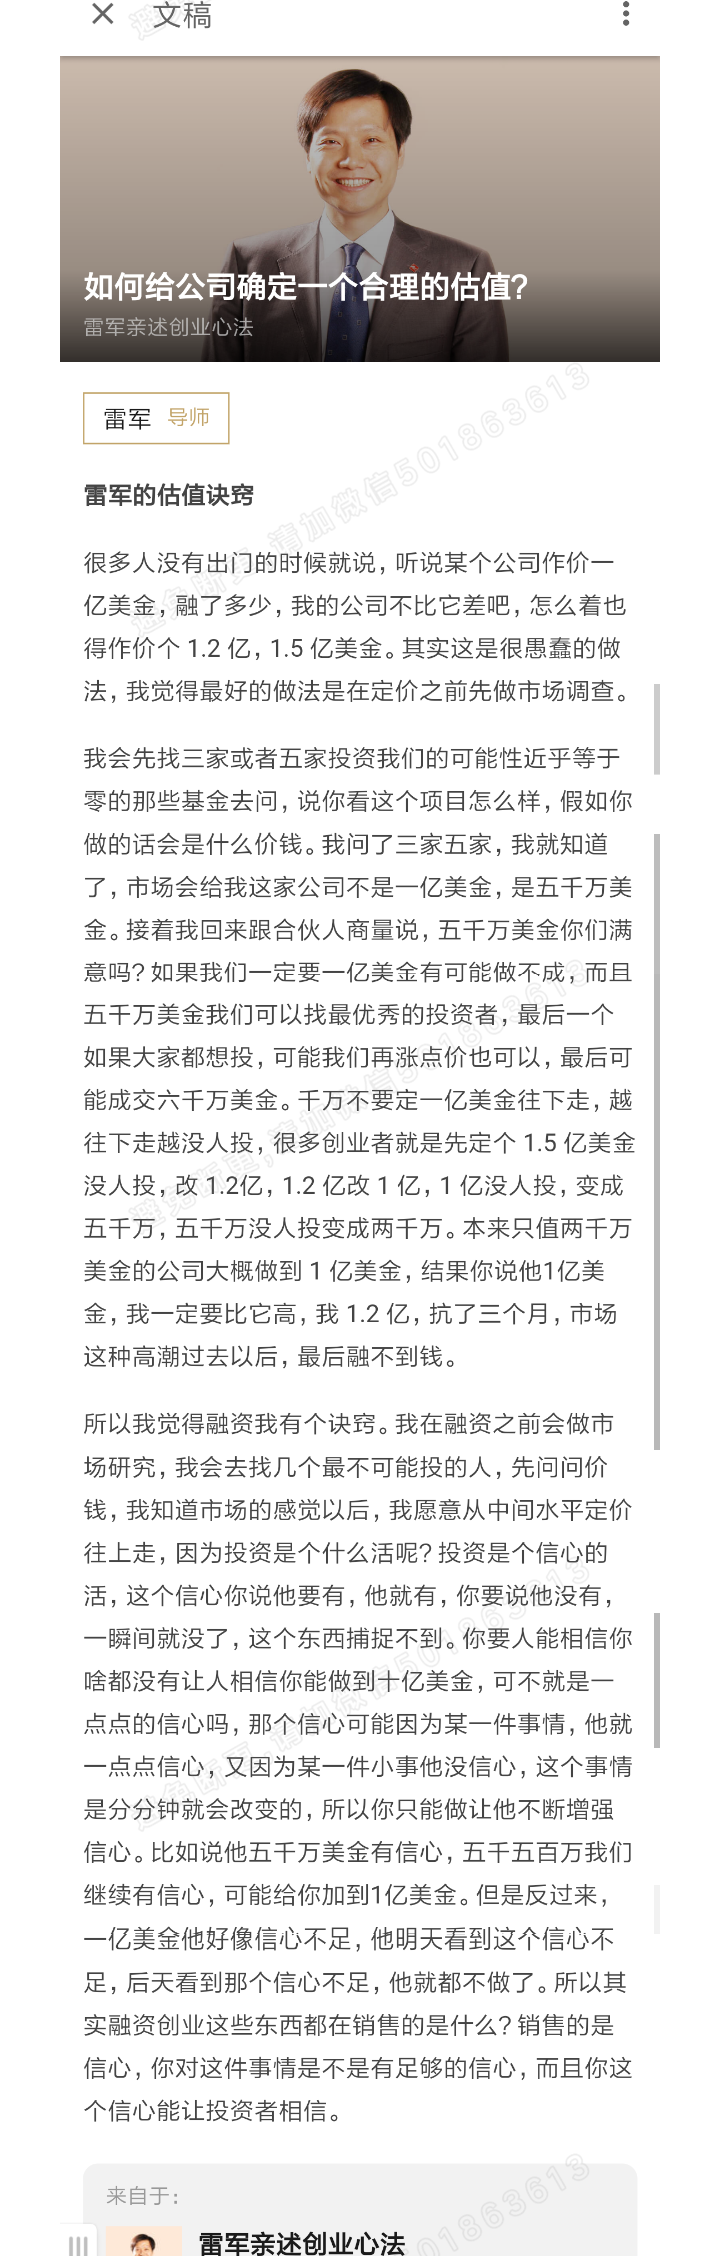 文稿
如何给公司确定一个合理的估值?
雷军亲述创业心法
雷军 导师
雷军的估值诀窍
很多人没有出门的时候就说，听说某个公司作价一
亿美金，融了多少，我的公司不比它差吧，怎么着也
得作价个 1.2 亿，1.5 亿美金。其实这是很愚蠢的做
法，我觉得最好的做法是在定价之前先做市场调查。
我会先找三家或者五家投资我们的可能性近乎等于
零的那些基金去问，说你看这个项目怎么样，假如你
做的话会是什么价钱。我问了三家五家，我就知道
了，市场会给我这家公司不是一亿美金，是五千万美
金。接着我回来跟合伙人商量说，五千万美金你们满
意吗? 如果我们一定要一亿美金有可能做不成，而且
五千万美金我们可以找最优秀的投资者，最后一个
如果大家都想投，可能我们再涨点价也可以，最后可
能成交六千万美金。千万不要定一亿美金往下走，越
往下走越没人投，很多创业者就是先定个 1.5 亿美金
没人投，改 1.2亿，1.2 亿改 1 亿，1 亿没人投，变成
五千万，五千万没人投变成两千万。本来只值两千万
美金的公司大概做到 1 亿美金，结果你说他1亿美
金，我一定要比它高，我 1.2 亿，抗了三个月，市场
这种高潮过去以后，最后融不到钱。
所以我觉得融资我有个诀窍。我在融资之前会做市
场研究，我会去找几个最不可能投的人，先问问价
钱，我知道市场的感觉以后，我愿意从中间水平定价
往上走，因为投资是个什么活呢? 投资是个信心的
活，这个信心你说他要有，他就有，你要说他没有，
一瞬间就没了，这个东西捕捉不到。你要人能相信你
啥都没有让人相信你能做到十亿美金，可不就是一
点点的信心吗，那个信心可能因为某一件事情，他就
一点点信心，又因为某一件小事他没信心，这个事情
是分分钟就会改变的，所以你只能做让他不断增强
信心。比如说他五千万美金有信心，五千五百万我们
继续有信心，可能给你加到1亿美金。但是反过来，
一亿美金他好像信心不足，他明天看到这个信心不
足，后天看到那个信心不足，他就都不做了。所以其
实融资创业这些东西都在销售的是什么? 销售的是
信心，你对这件事情是不是有足够的信心，而且你这
个信心能让投资者相信。
来自于：
雷军亲述创业心法
避免断更，请加微信501863613
避免断更，请加微信501863613
避免断更，请加微信501863613
501863613